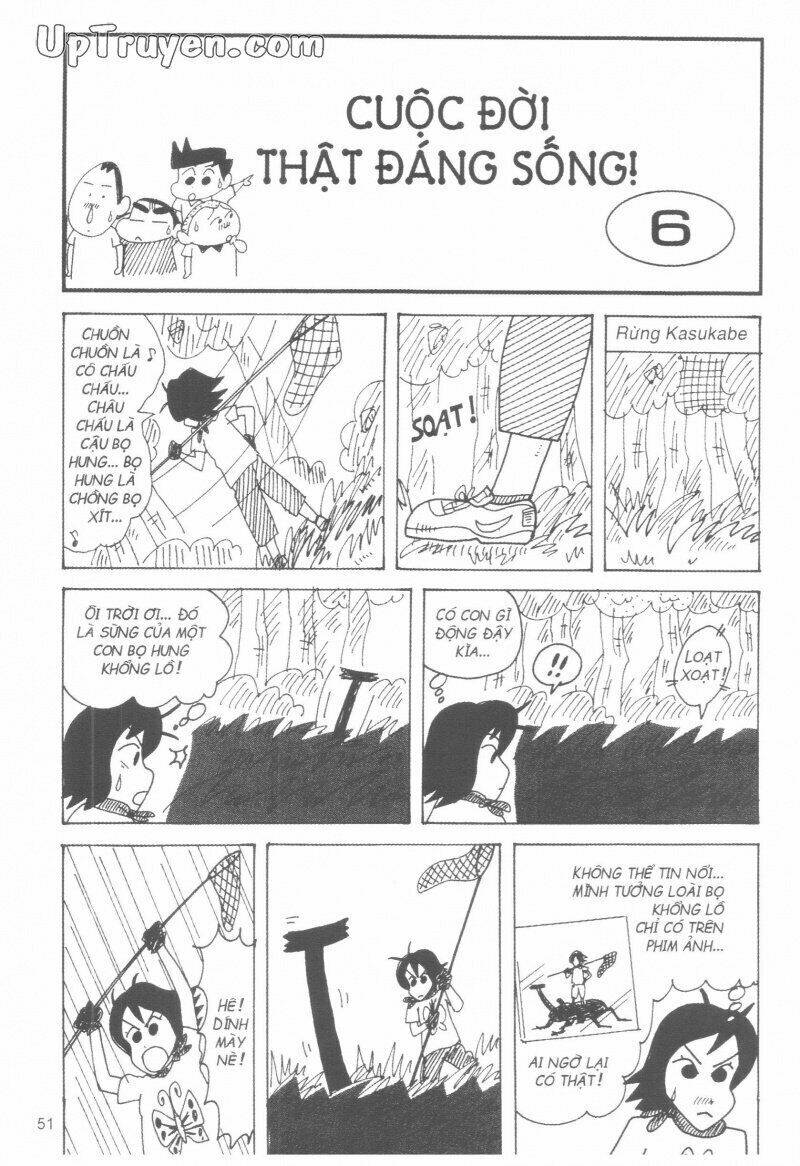 UpTruyen.com
CUỘC ĐỜI
THẬT ĐÁNG SỐNG!
6
Rừng Kasukabe
SOẠT!
CHUỒN
CHUỒN LÀ
CÔ CHÂU
CHẤU...
CHÂU
CHẤU LÀ
CẬU BỌ
HUNG... BỌ
HUNG LÀ
CHỒNG BỌ
XÍT...
CÓ CON GÌ
ĐỘNG ĐẬY
KÌA...
!!
LOẠT
XOẠT!
ÔI TRỜI ƠI... ĐÓ
LÀ SỪNG CỦA MỘT
CON BỌ HUNG
KHỔNG LỒ!
KHÔNG THỂ TIN NỔI...
MÌNH TƯỞNG LOÀI BỌ
KHỔNG LỒ
CHỈ CÓ TRÊN
PHIM ẢNH...
AI NGỜ LẠI
CÓ THẬT!
HÊ!
DÍNH
MÀY
NÈ!
51